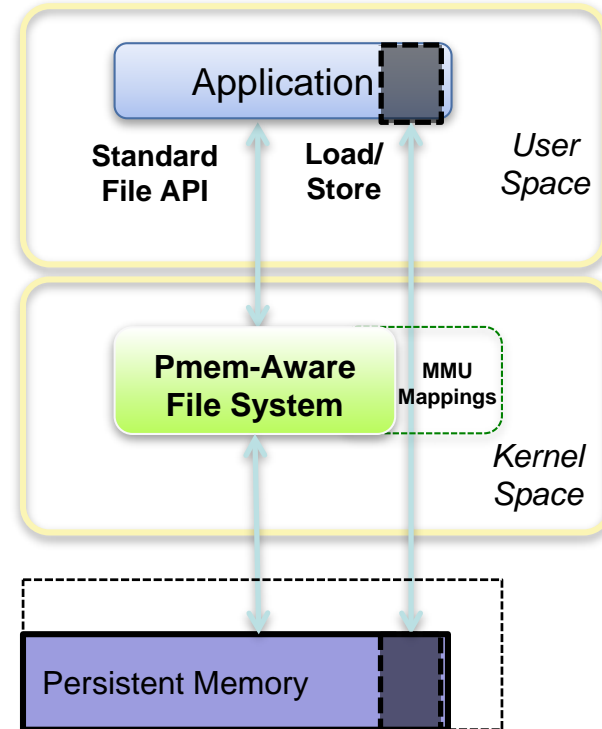 Application
Standard
File API
Load/
Store
User
Space
Pmem-Aware
File System
MMU
Mappings
Kernel
Space
Persistent Memory